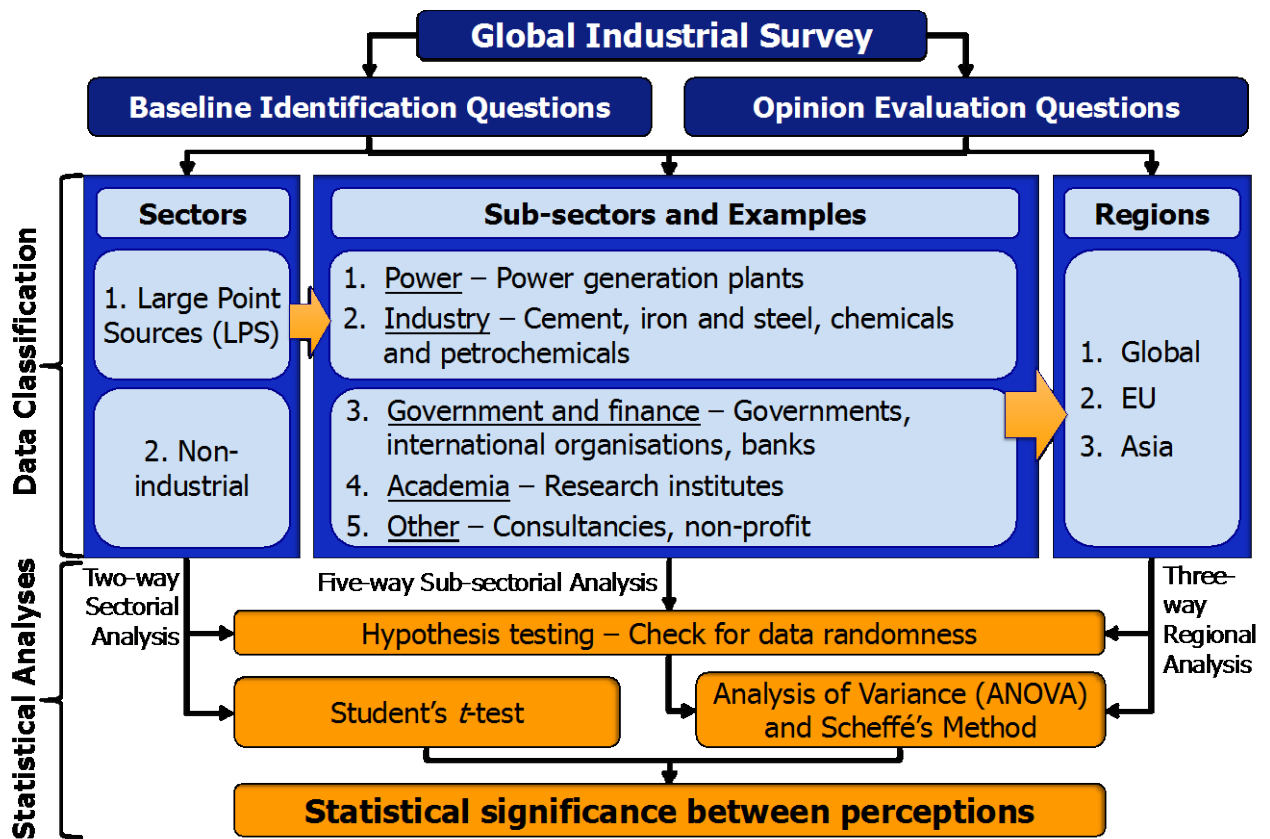 Global Industrial Survey
Baseline Identification Questions
Opinion Evaluation Questions
Data Classification
Sectors
1. Large Point
Sources (LPS)
2. Non-
industrial
Sub-sectors and Examples
1. Power – Power generation plants
2. Industry – Cement, iron and steel, chemicals
and petrochemicals
3. Government and finance – Governments,
international organisations, banks
4. Academia – Research institutes
5. Other – Consultancies, non-profit
Regions
1. Global
2. EU
3. Asia
Statistical Analyses
Two-way
Sectorial
Analysis
Five-way Sub-sectorial Analysis
Three-
way
Regional
Analysis
Hypothesis testing – Check for data randomness
Student's t-test
Analysis of Variance (ANOVA)
and Scheffé's Method
Statistical significance between perceptions